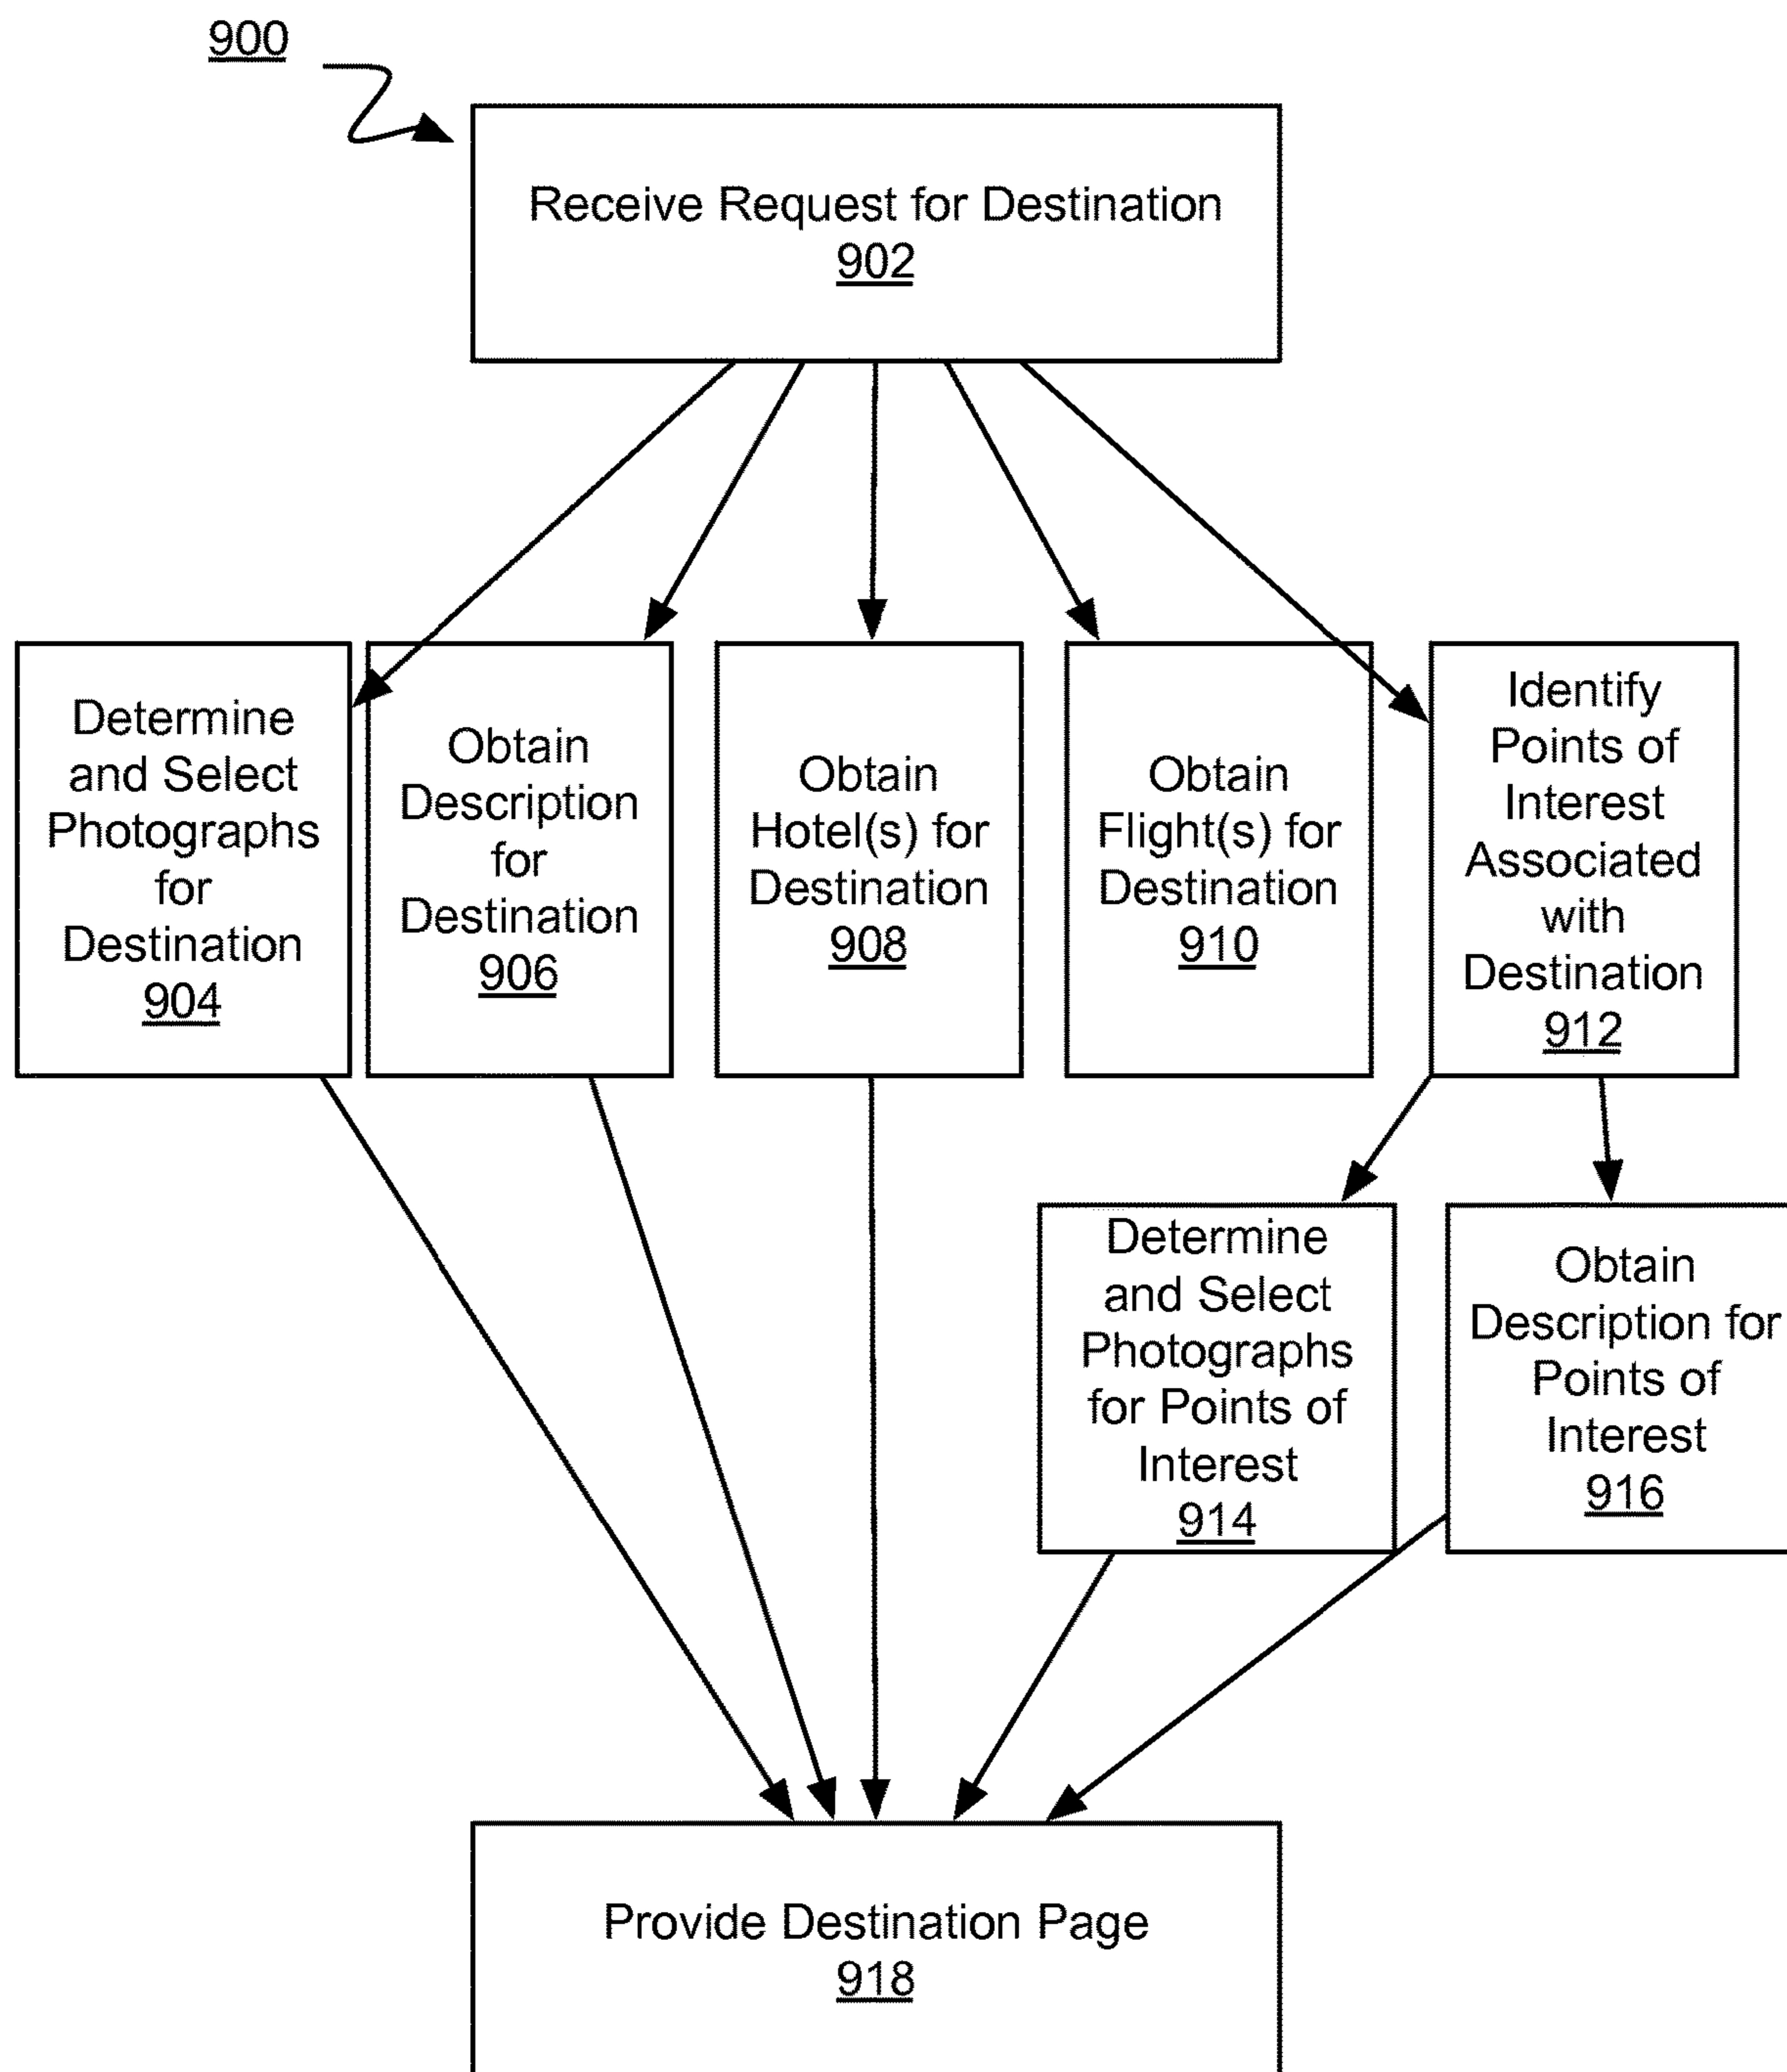 900
Receive Request for Destination
902
Determine
and Select
Photographs
for
Destination
904
Obtain
Description
for
Destination
906
Obtain
Hotel(s) for
Destination
908
Obtain
Flight(s) for
Destination
910
Identify
Points of
Interest
Associated
with
Destination
912
Determine
and Select
Photographs
for Points of
Interest
914
Obtain
Description for
Points of
Interest
916
Provide Destination Page
918